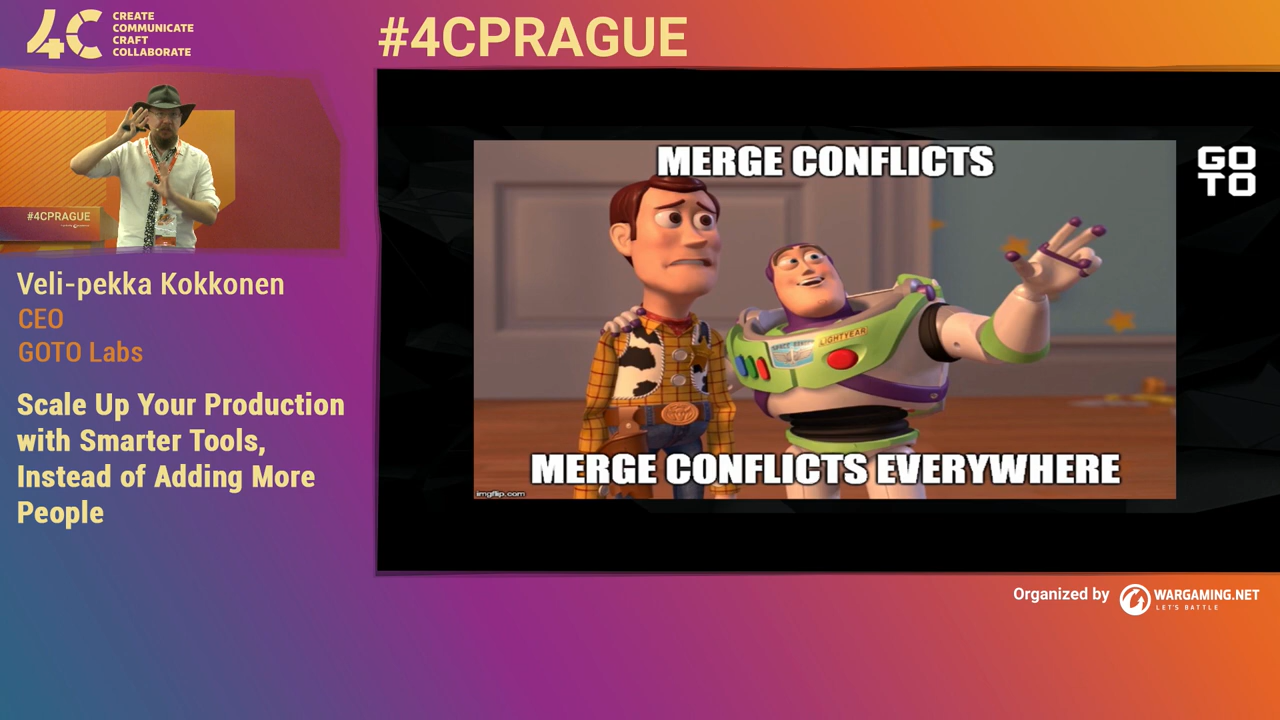 4C
CREATE
COMMUNICATE
CRAFT
COLLABORATE
#4CPRAGUE
#4CPRAGUE
Veli-pekka Kokkonen
CEO
GOTO Labs
Scale Up Your Production
with Smarter Tools,
Instead of Adding More
People
MERGE CONFLICTS
SPACE RANGER
LIGHTYEAR
MERGE CONFLICTS EVERYWHERE
imgflip.com
GO
TO
Organized by
WARGAMING.NET
LET'S BATTLE